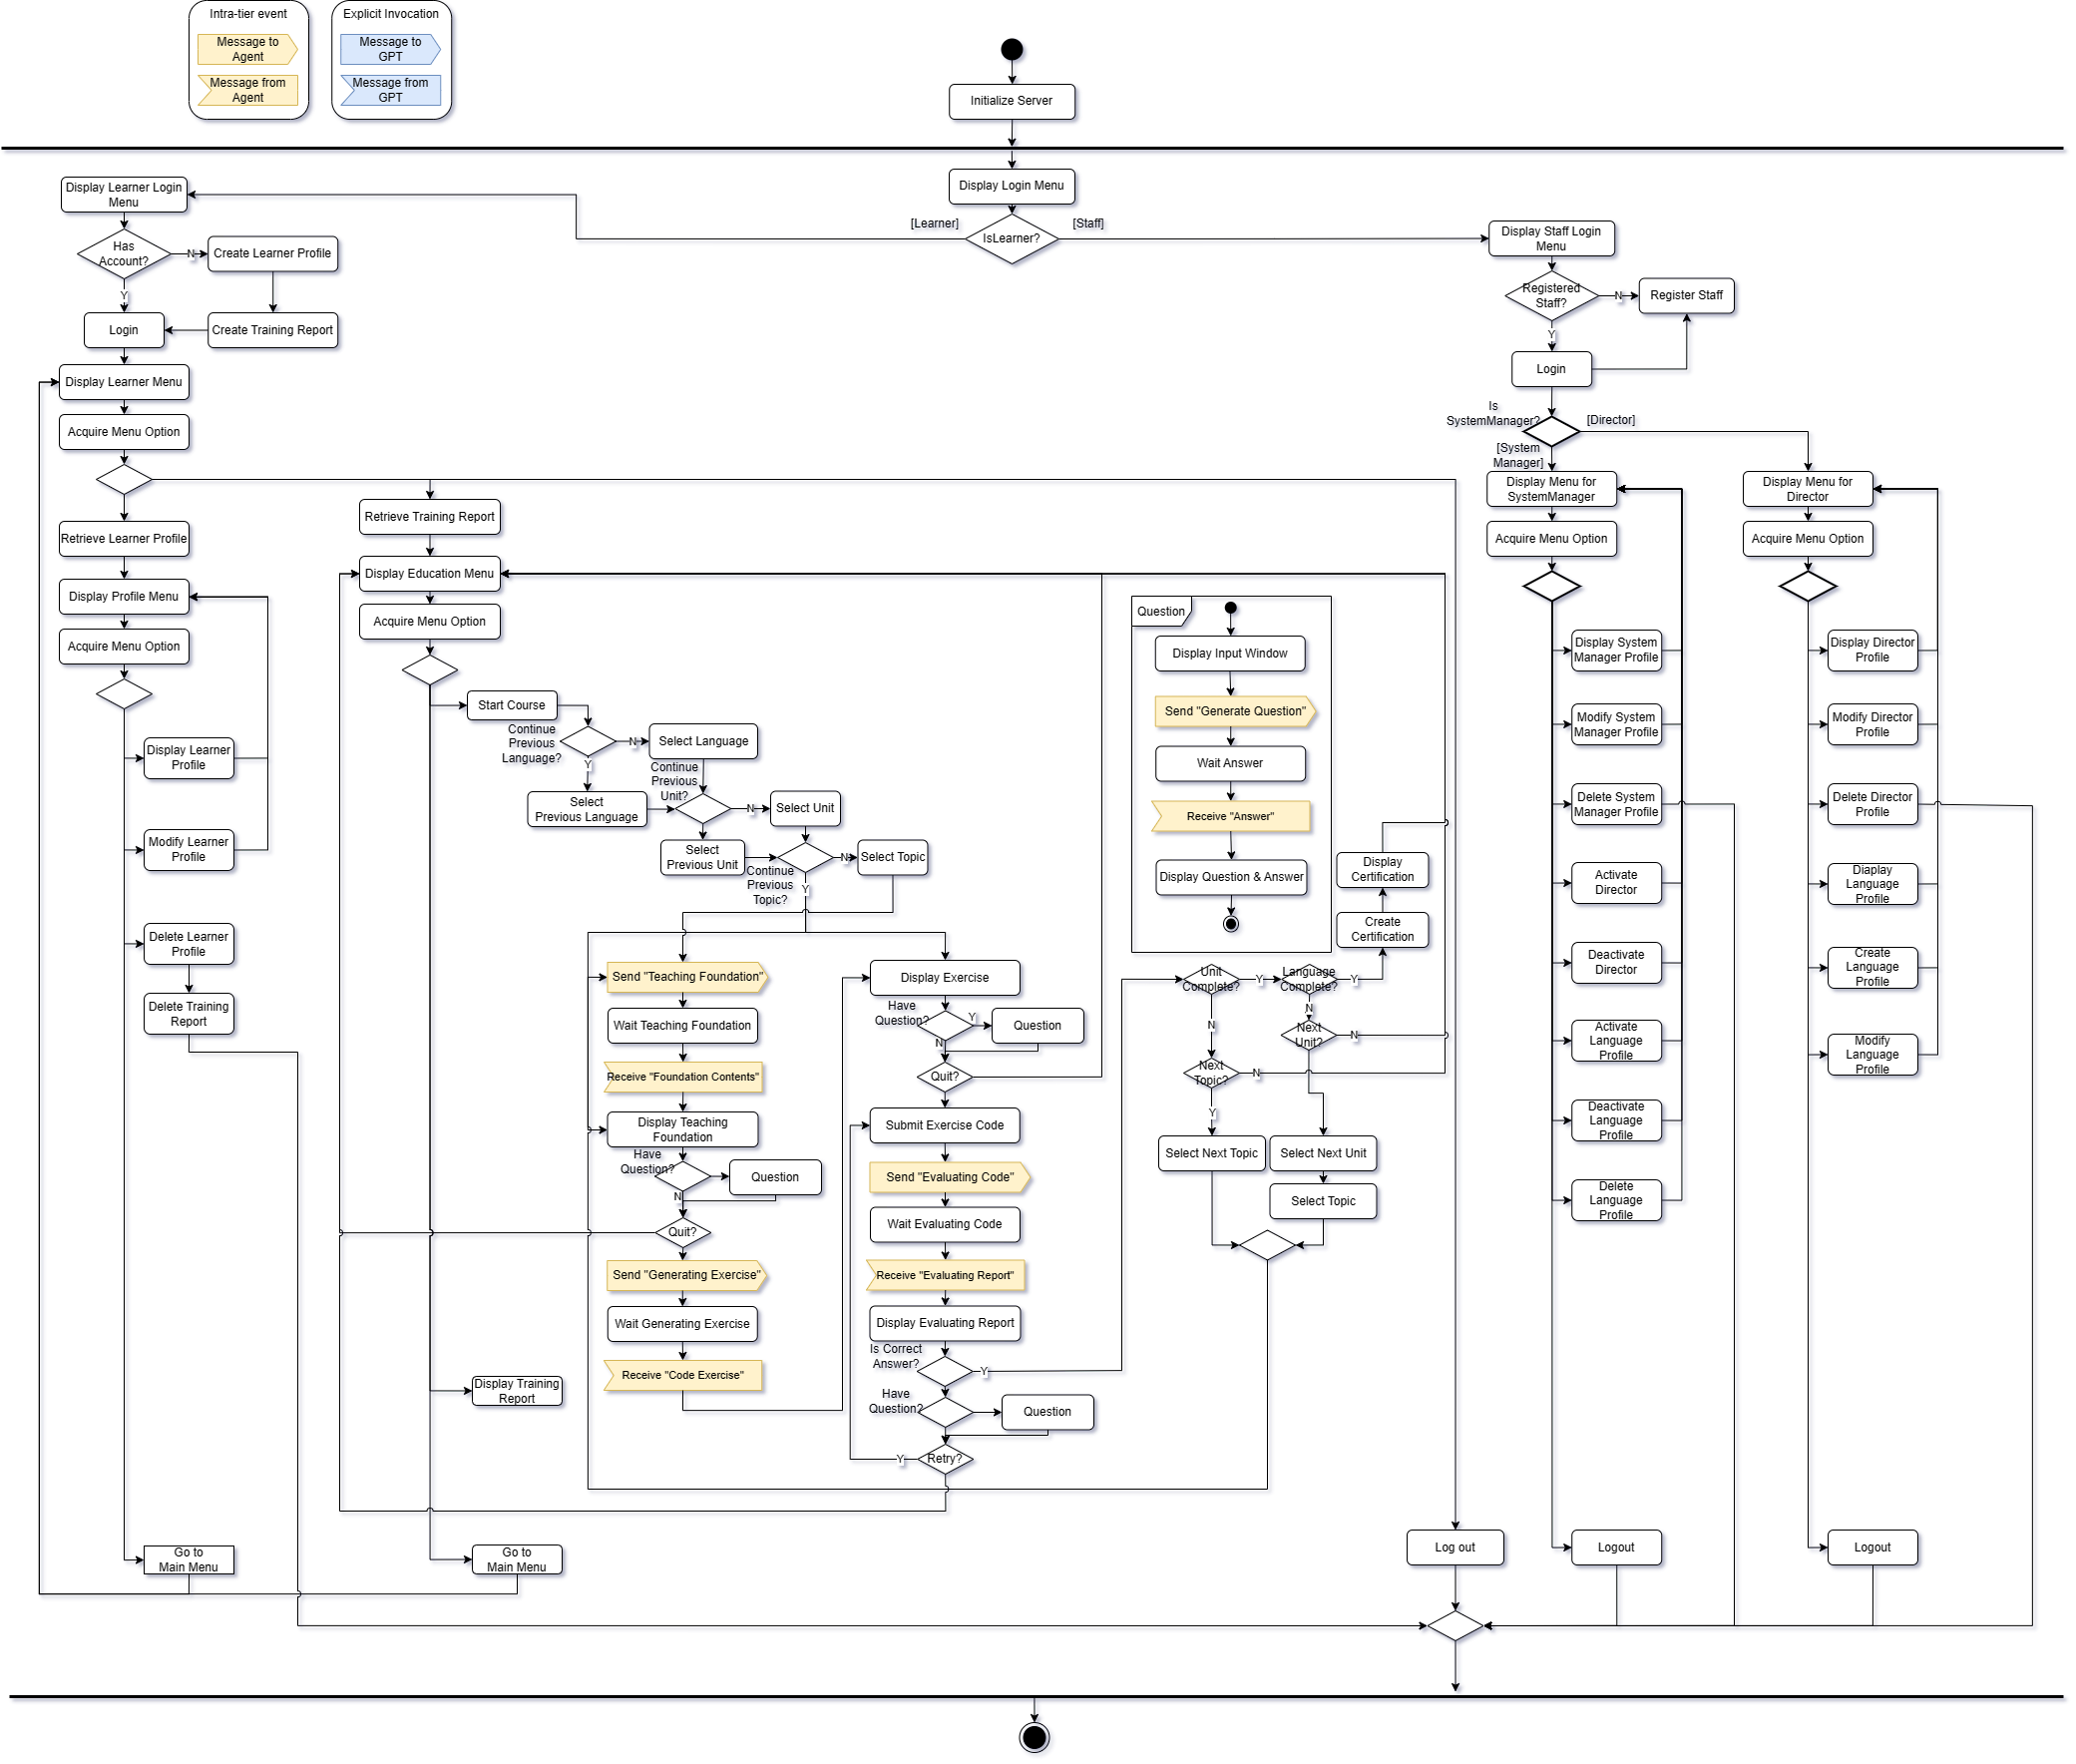 Intra-tier event
Message to
Agent
Message from
Agent
Explicit Invocation
Message to
GPT
Message from
GPT
Initialize Server
Display Login Menu
[Learner]
IsLearner?
[Staff]
Display Learner Login
Menu
Has
Account?
N
Create Learner Profile
Y
Login
Create Training Report
Display Learner Menu
Acquire Menu Option
Retrieve Learner Profile
Display Profile Menu
Acquire Menu Option
Display Learner
Profile
Modify Learner
Profile
Delete Learner
Profile
Delete Training
Report
Go to
Main Menu
Retrieve Training Report
Display Education Menu
Acquire Menu Option
Start Course
Continue
Previous
Language?
N
Select Language
Y
Select
Previous Language
Continue
Previous
Unit?
N
Select Unit
Select
Previous Unit
Continue
Previous
Topic?
N
Select Topic
Y
Send "Teaching Foundation"
Wait Teaching Foundation
Receive "Foundation Contents"
Display Teaching
Foundation
Have
Question?
Question
N
Quit?
Send "Generating Exercise"
Wait Generating Exercise
Receive "Code Exercise"
Display Training
Report
Go to
Main Menu
Display Exercise
Have
Question?
Y
Question
N
Quit?
Submit Exercise Code
Send "Evaluating Code"
Wait Evaluating Code
Receive "Evaluating Report"
Display Evaluating Report
Is Correct
Answer?
Y
Have
Question?
Question
Retry?
Y
Question
Display Input Window
Send "Generate Question"
Wait Answer
Receive "Answer"
Display Question & Answer
Display
Certification
Create
Certification
Unit
Complete?
Y
Language
Complete?
Y
N
N
Next
Unit?
N
Next
Topic?
N
Y
Select Next Topic
Select Next Unit
Select Topic
Log out
Display Staff Login
Menu
Registered
Staff?
N
Register Staff
Y
Login
Is
SystemManager?
[Director]
[System
Manager]
Display Menu for
SystemManager
Acquire Menu Option
Display System
Manager Profile
Modify System
Manager Profile
Delete System
Manager Profile
Activate
Director
Deactivate
Director
Activate
Language
Profile
Deactivate
Language
Profile
Delete
Language
Profile
Logout
Display Menu for
Director
Acquire Menu Option
Display Director
Profile
Modify Director
Profile
Delete Director
Profile
Diaplay
Language
Profile
Create
Language
Profile
Modify
Language
Profile
Logout